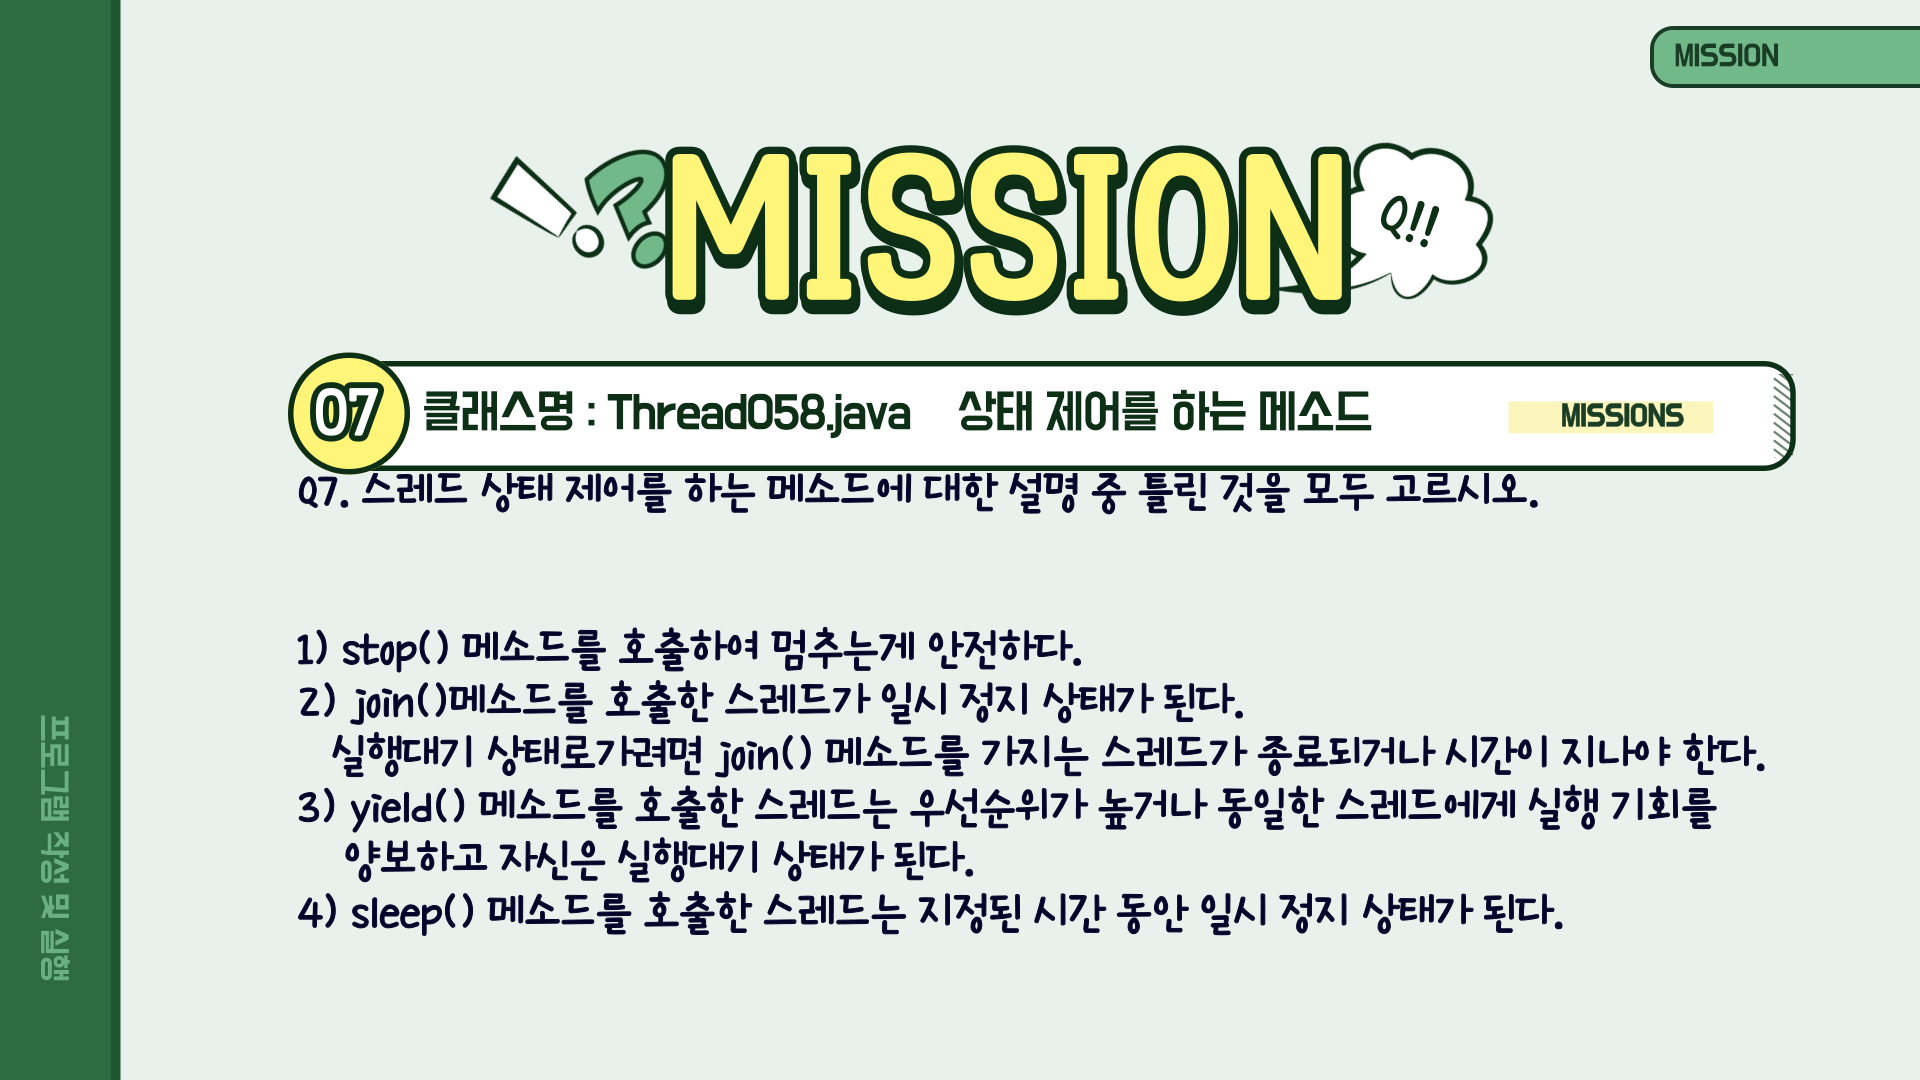 MISSION
MISSION
Q!!
07 클래스명 : Thread058.java 상태 제어를 하는 메소드 MISSIONS
Q7. 스레드 상태 제어를 하는 메소드에 대한 설명 중 틀린 것을 모두 고르시오.
1) stop() 메소드를 호출하여 멈추는게 안전하다.
2) join()메소드를 호출한 스레드가 일시 정지 상태가 된다.
실행대기 상태로가려면 join() 메소드를 가지는 스레드가 종료되거나 시간이 지나야 한다.
3) yield() 메소드를 호출한 스레드는 우선순위가 높거나 동일한 스레드에게 실행 기회를
양보하고 자신은 실행대기 상태가 된다.
4) sleep() 메소드를 호출한 스레드는 지정된 시간 동안 일시 정지 상태가 된다.
프로그램 작성 및 실행